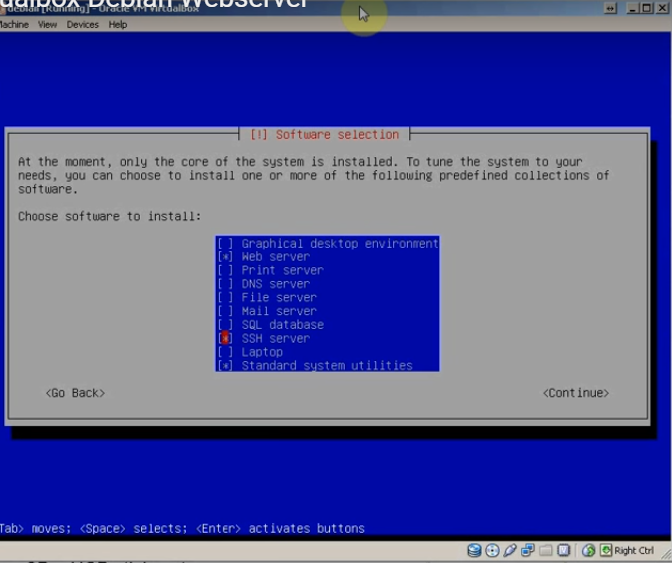 ualbox Debian Webserver
debian [Running] - Oracle VM VirtualBox
Machine View Devices Help
[!] Software selection
At the moment, only the core of the system is installed. To tune the system to your
needs, you can choose to install one or more of the following predefined collections of
software.
Choose software to install:
[ ] Graphical desktop environment
[*] Web server
[ ] Print server
[ ] DNS server
[ ] File server
[ ] Mail server
[ ] SQL database
[*] SSH server
[ ] Laptop
[*] Standard system utilities
<Go Back> <Continue>
Tab> moves; <Space> selects; <Enter> activates buttons
Right Ctrl